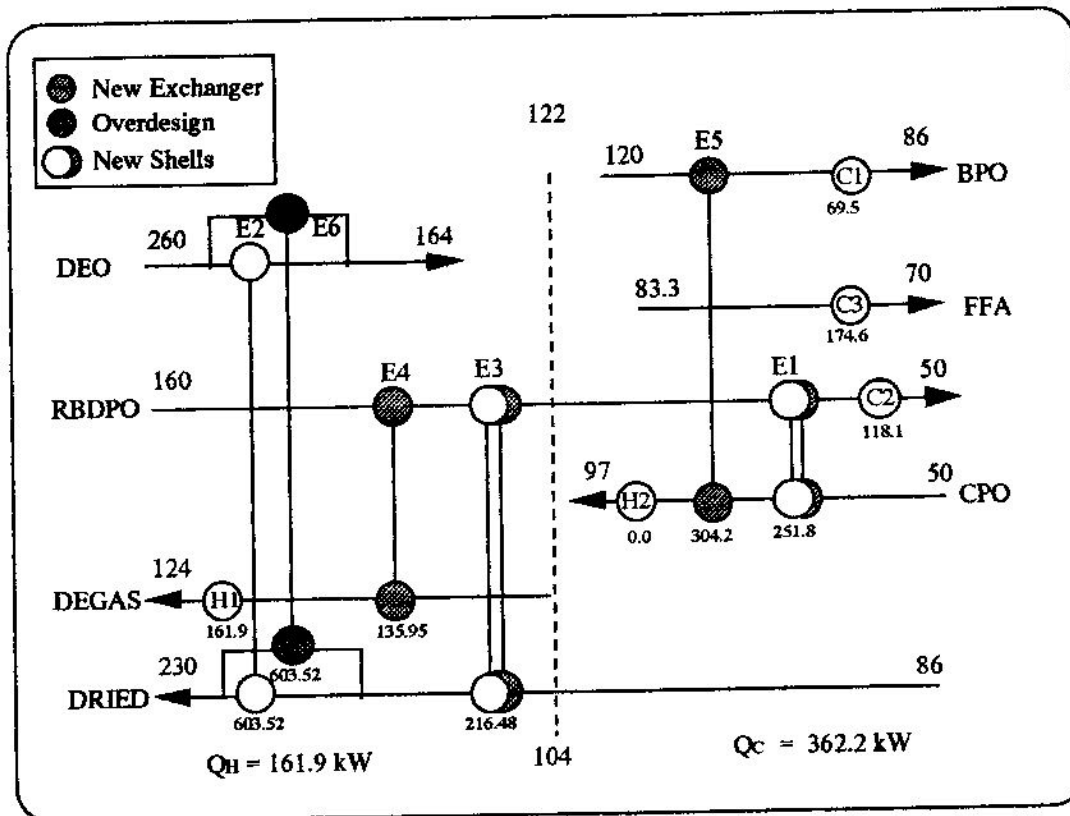 New Exchanger
Overdesign
New Shells
122
120
E5
86
BPO
C1
69.5
E2
E6
260
164
DEO
83.3
70
FFA
C3
174.6
160
E4
E3
E1
50
RBDPO
C2
118.1
97
50
CPO
H2
0.0
304.2
251.8
124
DEGAS
H1
161.9
135.95
230
603.52
86
DRIED
603.52
216.48
QH = 161.9 kW
104
QC = 362.2 kW